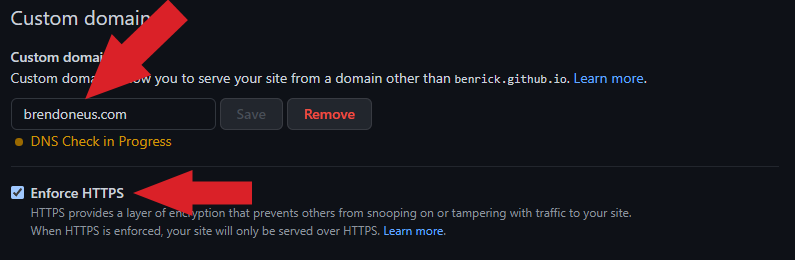 Custom domain
Custom domai
Custom doma ow you to serve your site from a domain other than benrick.github.io. Learn more.
brendoneus.com Save Remove
DNS Check in Progress
Enforce HTTPS
HTTPS provides a layer of encryption that prevents others from snooping on or tampering with traffic to your site.
When HTTPS is enforced, your site will only be served over HTTPS. Learn more.